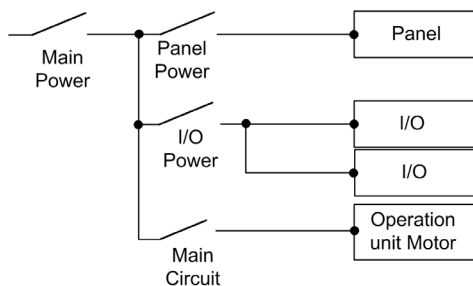 Main
Power
Panel
Power
Panel
I/O
Power
I/O
I/O
Main
Circuit
Operation
unit Motor